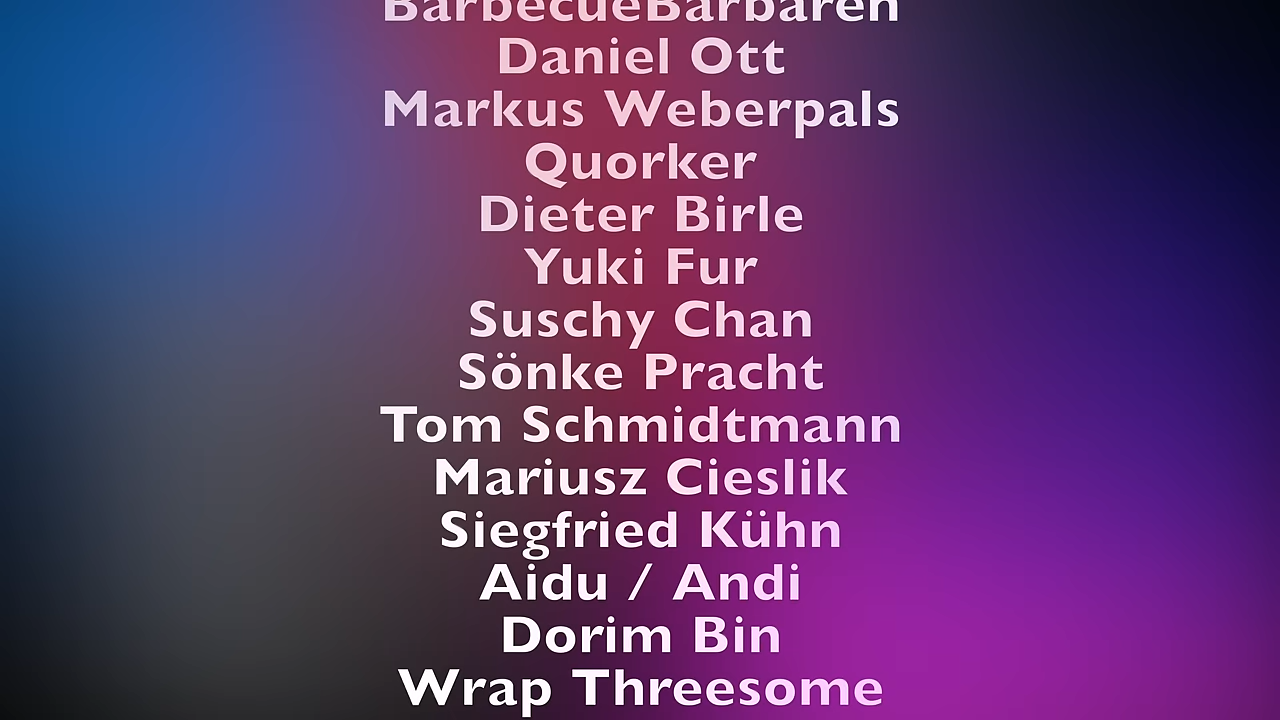 BarbecueBarbaren
Daniel Ott
Markus Weberpals
Quorker
Dieter Birle
Yuki Fur
Suschy Chan
Sönke Pracht
Tom Schmidtmann
Mariusz Cieslik
Siegfried Kühn
Aidu / Andi
Dorim Bin
Wrap Threesome